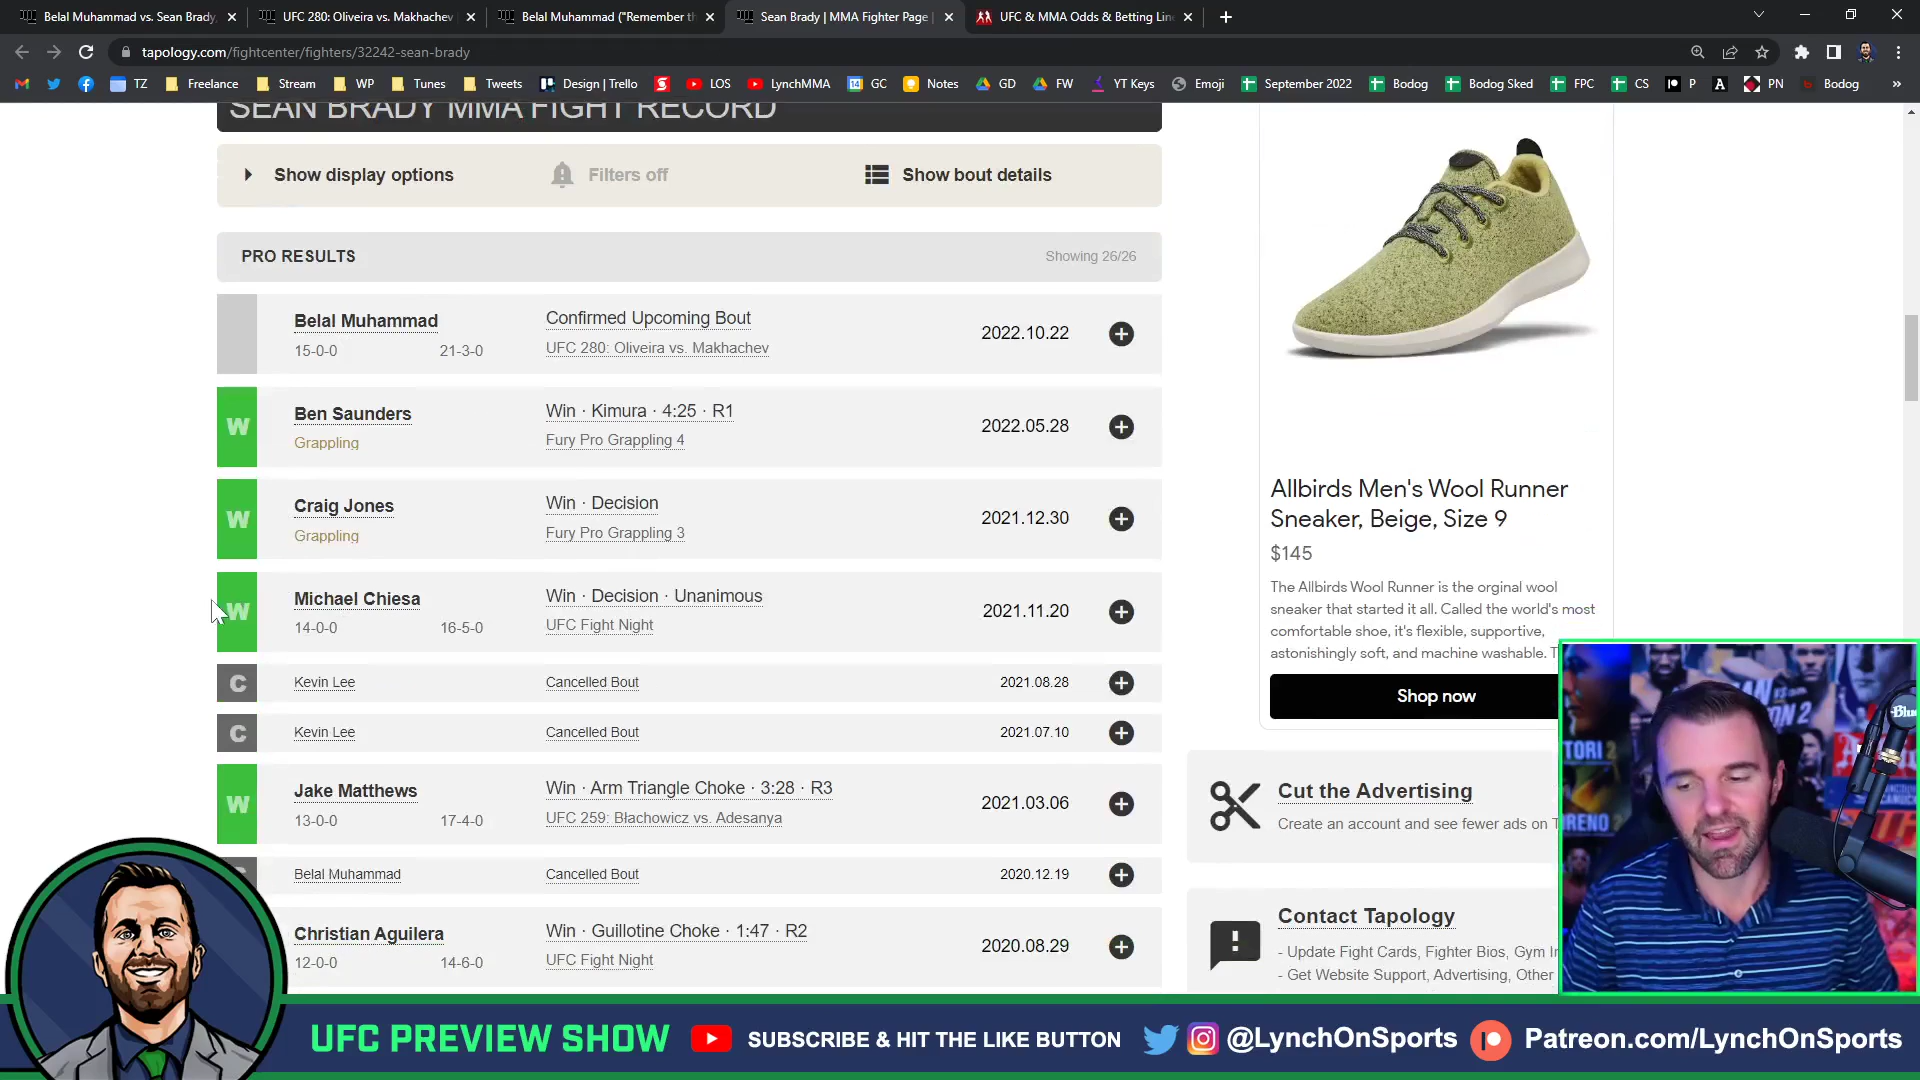 Belal Muhammad vs. Sean Brady,
UFC 280: Oliveira vs. Makhachev
Belal Muhammad ("Remember th
Sean Brady | MMA Fighter Page |
UFC & MMA Odds & Betting Lin
tapology.com/fightcenter/fighters/32242-sean-brady
TZ
Freelance
Stream
WP
Tunes
Tweets
Design | Trello
LOS
LynchMMA
GC
Notes
GD
FW
YT Keys
Emoji
September 2022
Bodog
Bodog Sked
FPC
CS
P
PN
Bodog
SEAN BRADY MMA FIGHT RECORD
Show display options
Filters off
Show bout details
PRO RESULTS
Showing 26/26
Belal Muhammad
15-0-0 21-3-0
Confirmed Upcoming Bout
UFC 280: Oliveira vs. Makhachev
2022.10.22
W
Ben Saunders
Grappling
Win · Kimura · 4:25 · R1
Fury Pro Grappling 4
2022.05.28
W
Craig Jones
Grappling
Win · Decision
Fury Pro Grappling 3
2021.12.30
W
Michael Chiesa
14-0-0 16-5-0
Win · Decision · Unanimous
UFC Fight Night
2021.11.20
C
Kevin Lee
Cancelled Bout
2021.08.28
C
Kevin Lee
Cancelled Bout
2021.07.10
W
Jake Matthews
13-0-0 17-4-0
Win · Arm Triangle Choke · 3:28 · R3
UFC 259: Błachowicz vs. Adesanya
2021.03.06
Belal Muhammad
Cancelled Bout
2020.12.19
Christian Aguilera
12-0-0 14-6-0
Win · Guillotine Choke · 1:47 · R2
UFC Fight Night
2020.08.29
Allbirds Men's Wool Runner
Sneaker, Beige, Size 9
$145
The Allbirds Wool Runner is the orginal wool
sneaker that started it all. Called the world's most
comfortable shoe, it's flexible, supportive,
astonishingly soft, and machine washable. T
Shop now
Cut the Advertising
Create an account and see fewer ads on T
Contact Tapology
- Update Fight Cards, Fighter Bios, Gym In
- Get Website Support, Advertising, Other
UFC PREVIEW SHOW
SUBSCRIBE & HIT THE LIKE BUTTON
@LynchOnSports
Patreon.com/LynchOnSports